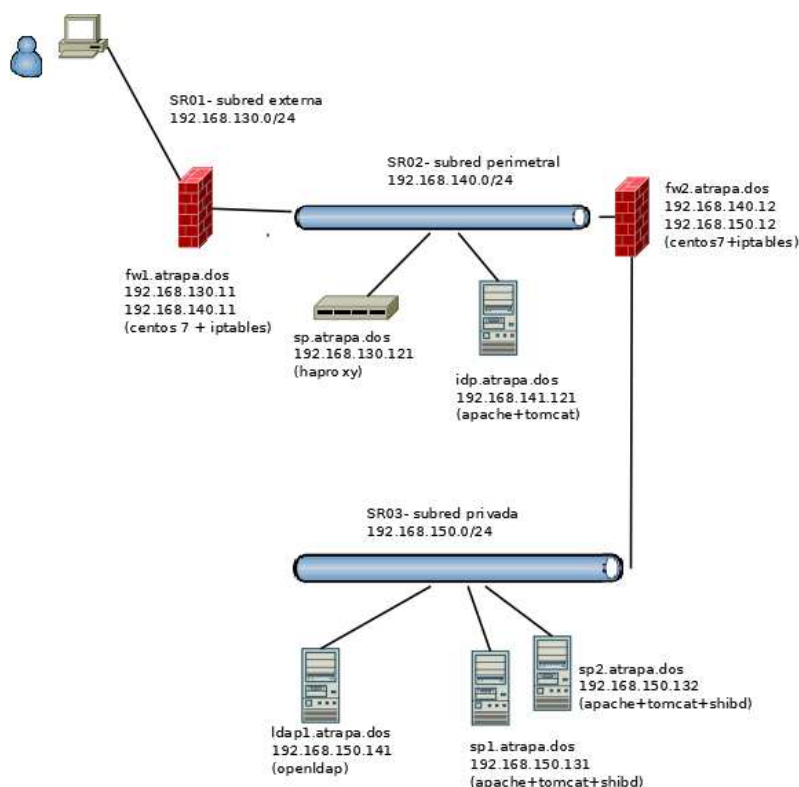 SR01- subred externa
192.168.130.0/24
SR02- subred perimetral
192.168.140.0/24
fw2.atrapa.dos
192.168.140.12
192.168.150.12
(centos7+iptables)
fw1.atrapa.dos
192.168.130.11
192.168.140.11
(centos 7 + iptables)
sp.atrapa.dos
192.168.130.121
(haproxy)
idp.atrapa.dos
192.168.141.121
(apache+tomcat)
SR03- subred privada
192.168.150.0/24
sp2.atrapa.dos
192.168.150.132
(apache+tomcat+shibd)
ldap1.atrapa.dos
192.168.150.141
(openldap)
sp1.atrapa.dos
192.168.150.131
(apache+tomcat+shibd)